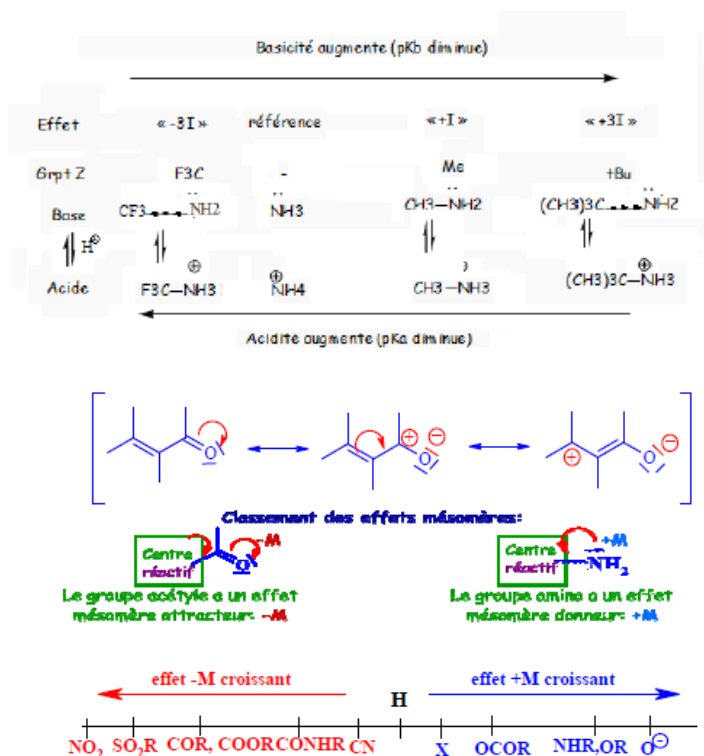 Basicité augmente (pKb diminue)
Effet «-3I» référence «+I» «+3I»
Grpt Z F3C - Me tBu
Base CF3 NH2 NH3 CH3—NH2 (CH3)3C NH2
H⊕
Acide F3C—NH3 ⊕ NH4 ⊕ CH3—NH3 (CH3)3C—NH3 ⊕
Acidité augmente (pKa diminue)
O O ⊕ ⊖ O ⊕ ⊖
Classement des effets mésomères:
Centre réactif -M O
Centre réactif +M NH2
Le groupe acétyle a un effet
mésomère attracteur: -M
Le groupe amino a un effet
mésomère donneur: +M
effet -M croissant H effet +M croissant
NO2 SO2R COR, COOR CONHR CN X OCOR NHR,OR O⊖